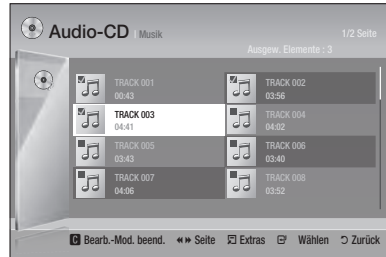 Audio-CD | Musik
1/2 Seite
Ausgew. Elemente : 3
TRACK 001
00:43
TRACK 002
03:56
TRACK 003
04:41
TRACK 004
04:02
TRACK 005
03:43
TRACK 006
03:40
TRACK 007
04:06
TRACK 008
03:52
C Bearb.-Mod. beend. Seite Extras Wählen Zurück